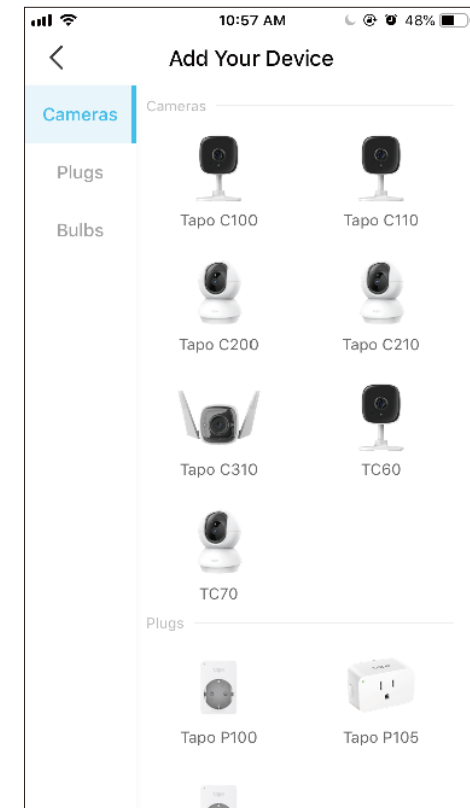 10:57 AM 48%
Add Your Device
Cameras
Plugs
Bulbs
Cameras
Tapo C100 Tapo C110
Tapo C200 Tapo C210
Tapo C310 TC60
TC70
Plugs
Tapo P100 Tapo P105